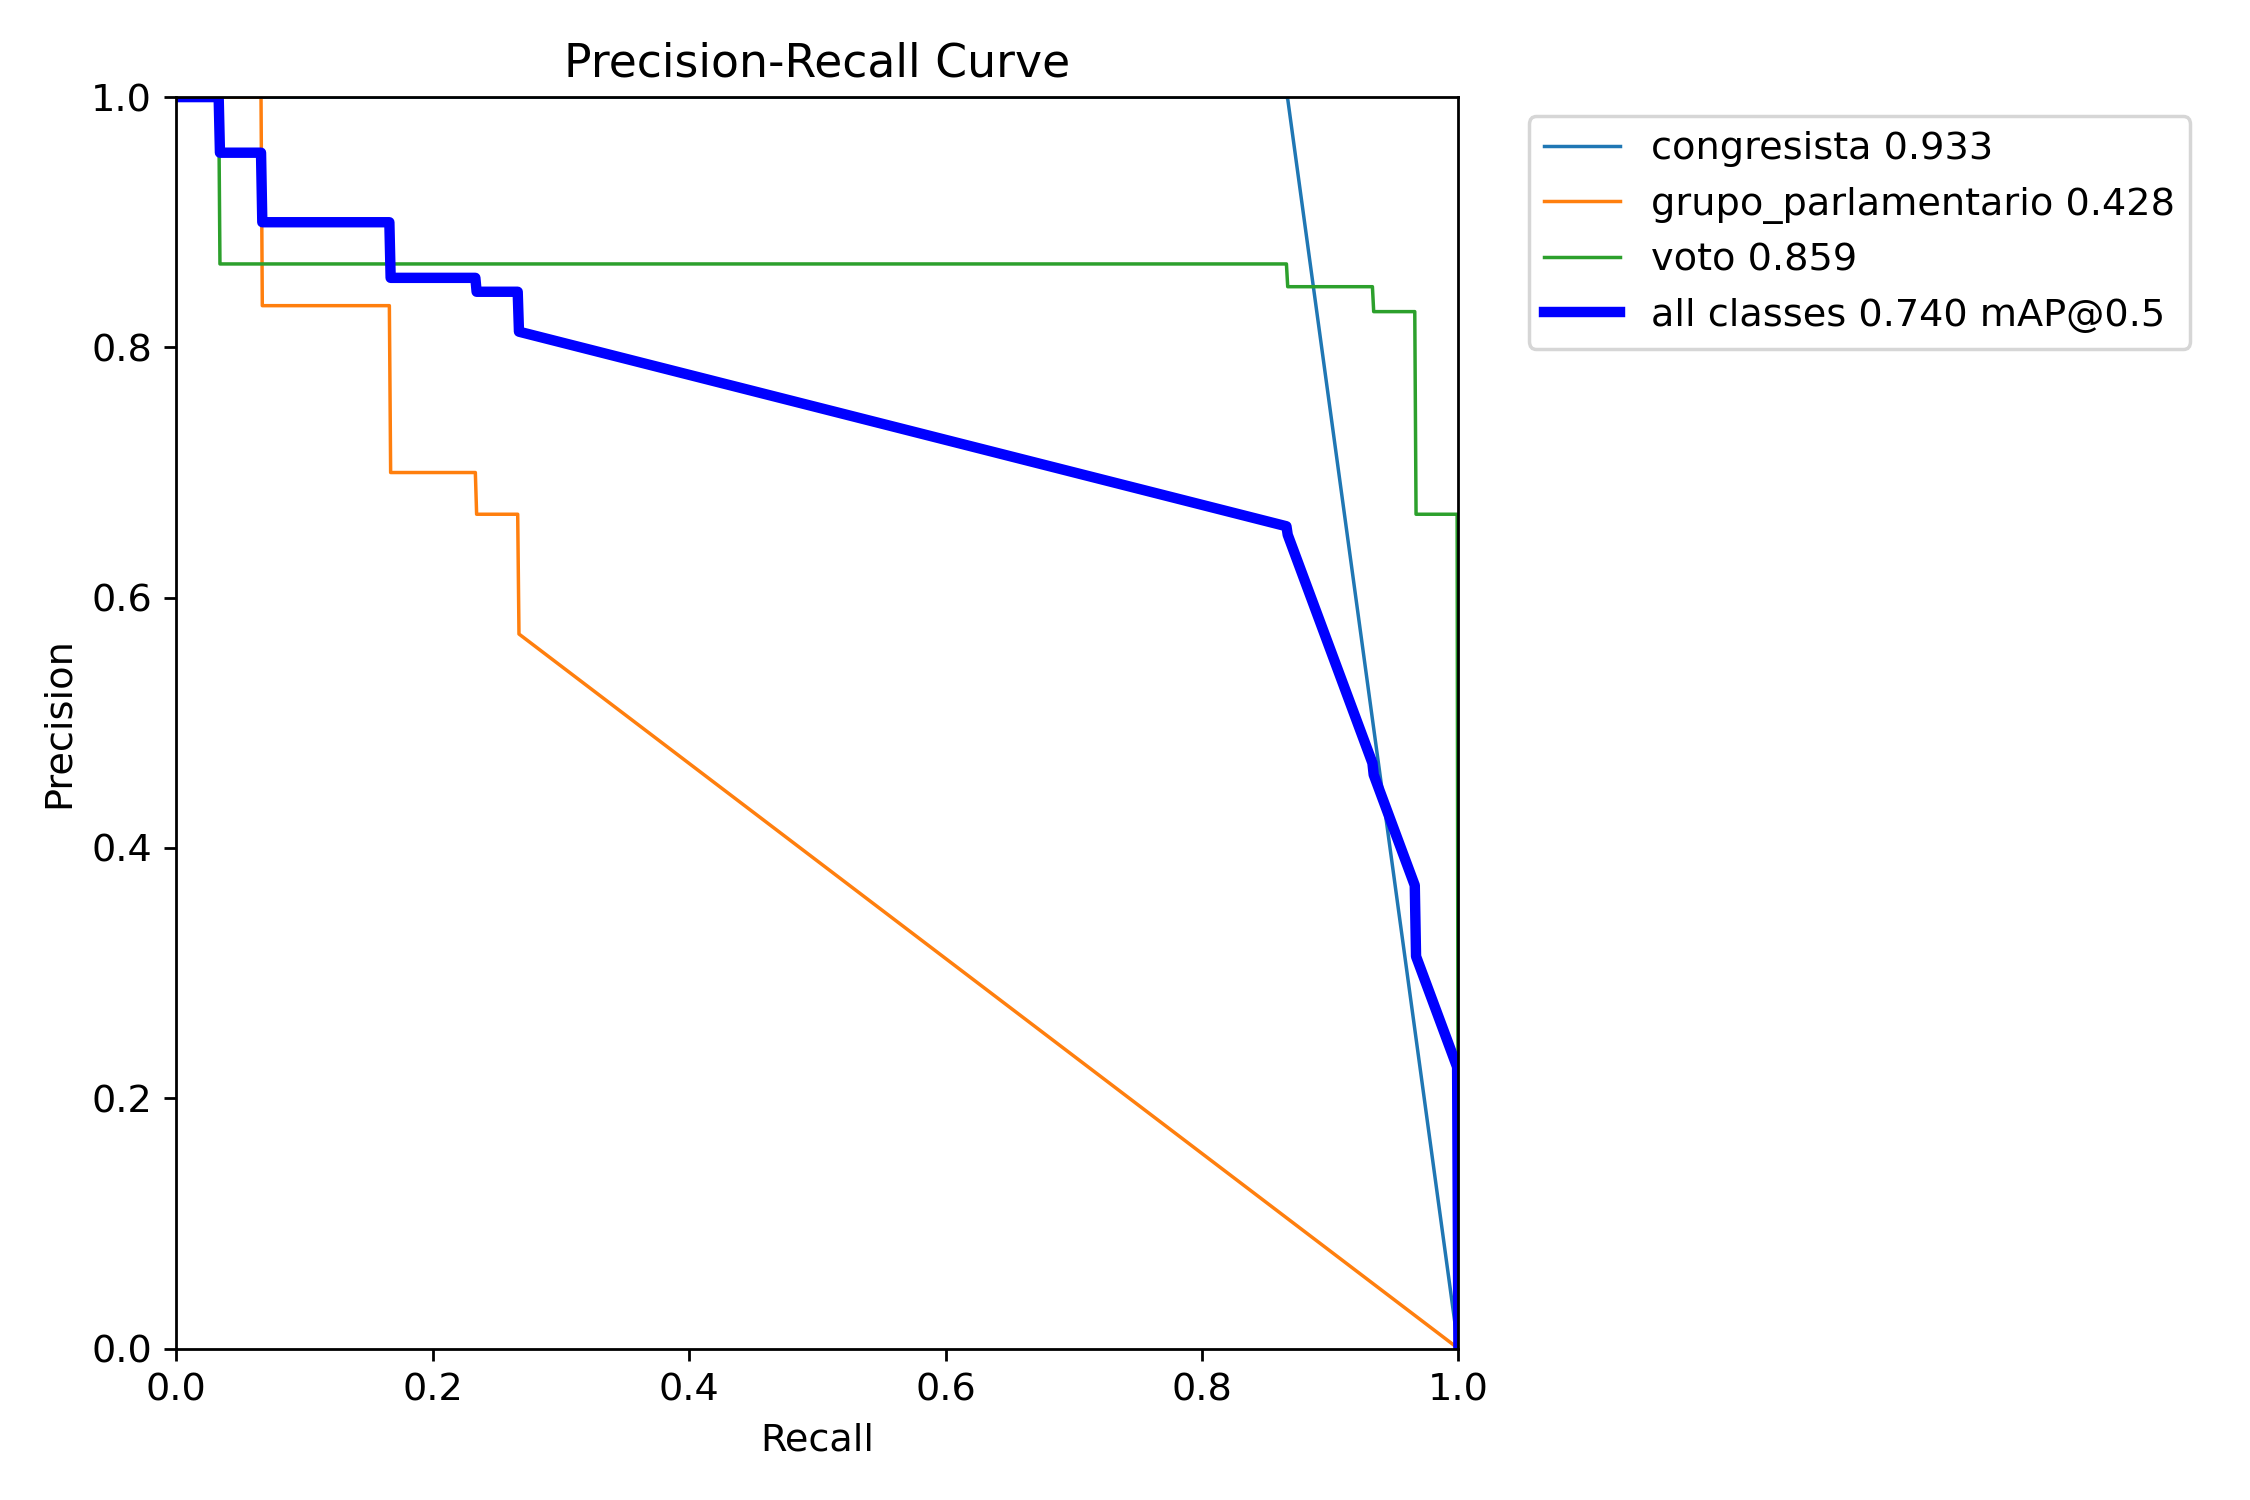 Precision-Recall Curve
1.0
0.8
0.6
0.4
0.2
0.0
Precision
0.0 0.2 0.4 0.6 0.8 1.0
Recall
congresista 0.933
grupo_parlamentario 0.428
voto 0.859
all classes 0.740 mAP@0.5